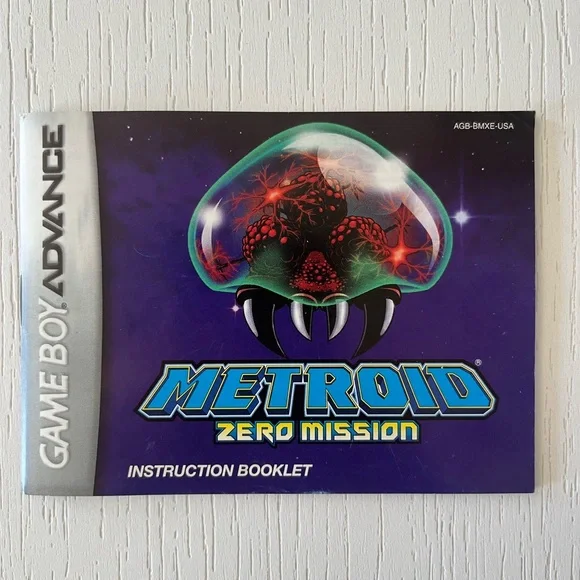 GAME BOY ADVANCE
AGB-BMXE-USA
METROID®
ZERO MISSION
INSTRUCTION BOOKLET